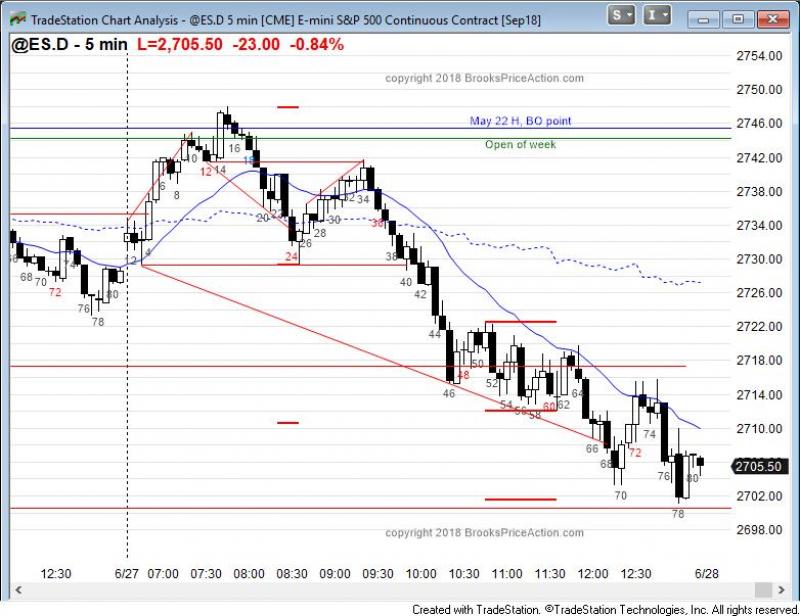 TradeStation Chart Analysis - @ES.D 5 min [CME] E-mini S&P 500 Continuous Contract [Sep18]
S
I
@ES.D - 5 min L=2,705.50 -23.00 -0.84%
copyright 2018 BrooksPriceAction.com
May 22 H, BO point
Open of week
2754.00
2750.00
2746.00
2742.00
2738.00
2734.00
2730.00
2726.00
2722.00
2718.00
2714.00
2710.00
2705.50
2702.00
2698.00
68 70 72 74 76 78 80
12 4 6 8 10 12 14 16 18 20 22 24 26 28 30 32 34 36 38 40 42 44 46 48 50 52 54 56 58 60 62 64 66 68 70 72 74 76 78 80
copyright 2018 BrooksPriceAction.com
12:30 6/27 07:00 07:30 08:00 08:30 09:00 09:30 10:00 10:30 11:00 11:30 12:00 12:30 6/28
Created with TradeStation. ©TradeStation Technologies, Inc. All rights reserved.